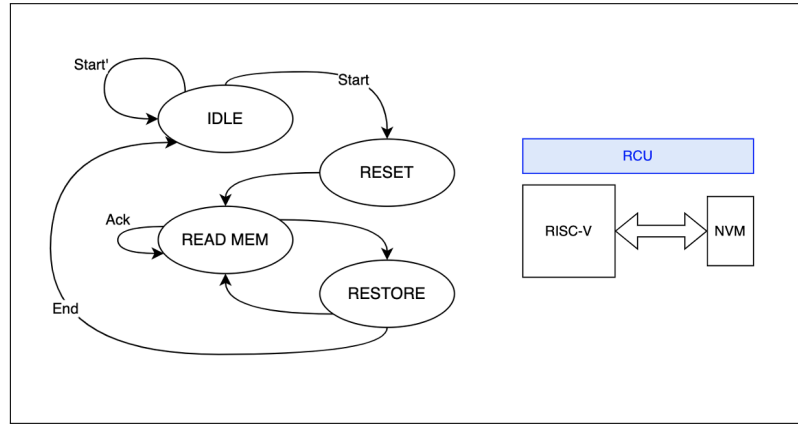 Start'
Start
IDLE
RESET
Ack
READ MEM
RESTORE
End
RCU
RISC-V
NVM